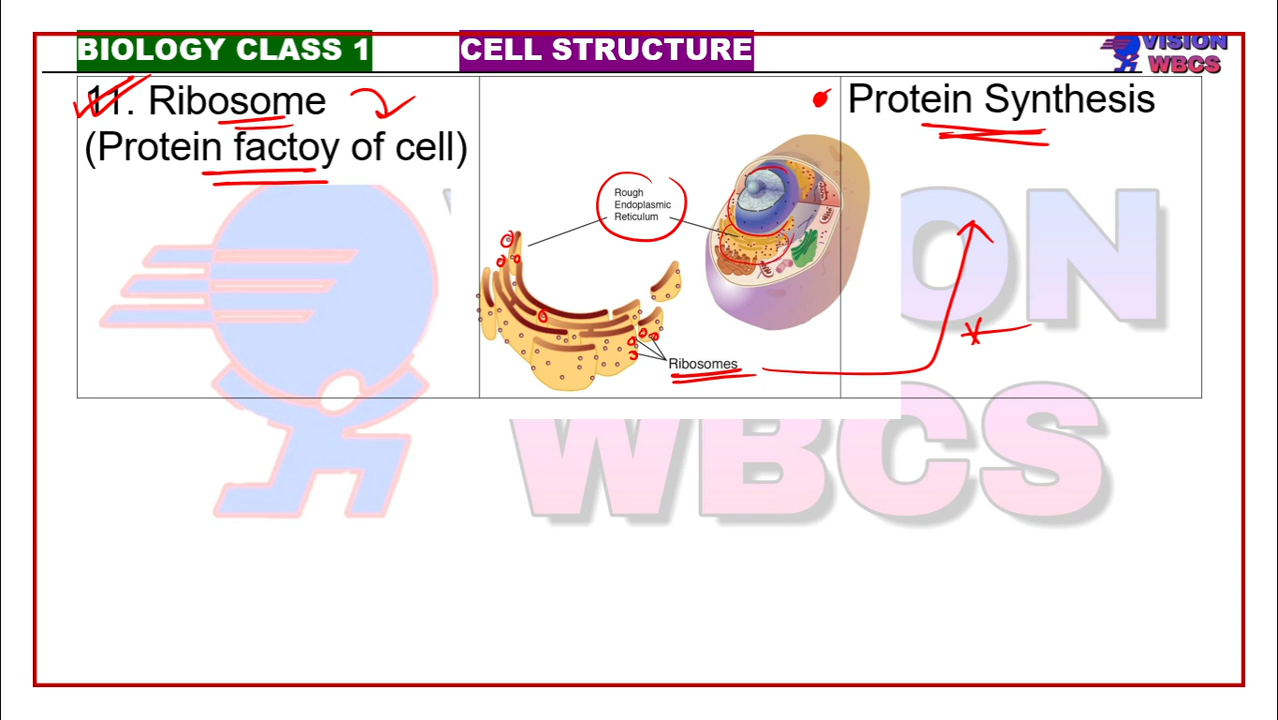 BIOLOGY CLASS 1
CELL STRUCTURE
VISION
WBCS
11. Ribosome
(Protein factoy of cell)
Rough
Endoplasmic
Reticulum
Ribosomes
Protein Synthesis
ON
WBCS